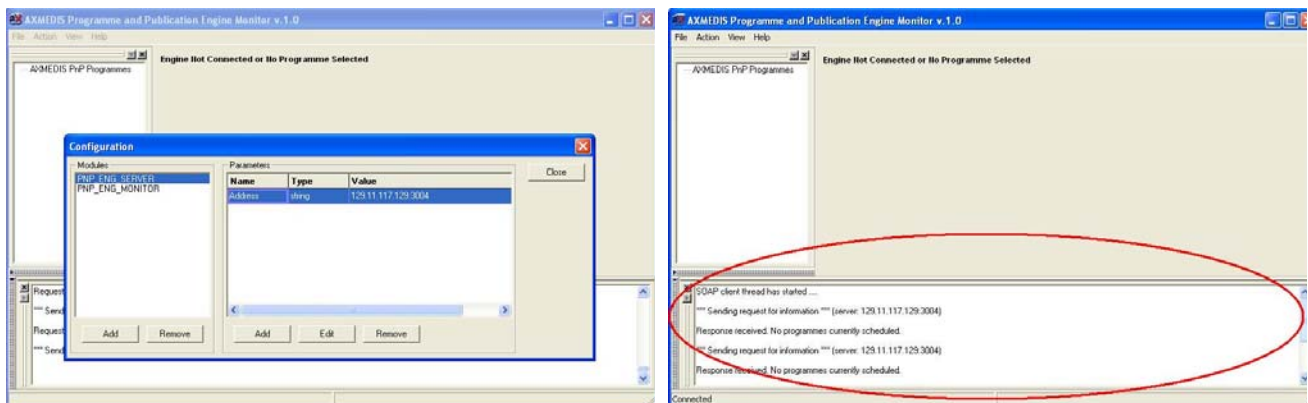 AXMEDIS Programme and Publication Engine Monitor v.1.0
File Action View Help
AXMEDIS PnP Programmes
Engine Not Connected or No Programme Selected
Configuration
Modules
PNP_ENG_SERVER
PNP_ENG_MONITOR
Add Remove
Parameters
Name Type Value
Address string 129.11.117.129:3004
Add Edit Remove
Close
Request
*** Send
Request
*** Send
AXMEDIS Programme and Publication Engine Monitor v.1.0
File Action View Help
AXMEDIS PnP Programmes
Engine Not Connected or No Programme Selected
SOAP client thread has started ....
*** Sending request for information *** (server: 129.11.117.129:3004)
Response received. No programmes currently scheduled.
*** Sending request for information *** (server: 129.11.117.129:3004)
Response received. No programmes currently scheduled.
Connected